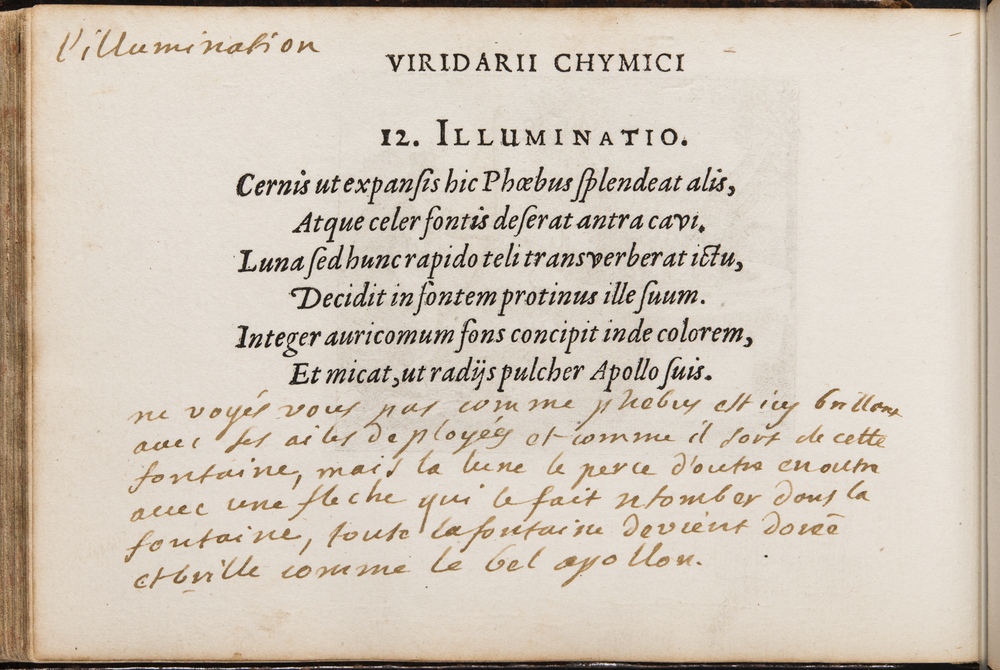 l'illumination
VIRIDARII CHYMICI
12. ILLUMINATIO.
Cernis ut expanſis hic Phœbus ſplendeat alis,
Atque celer fontis deſerat antra cavi.
Luna ſed hunc rapido teli transverberat ictu,
Decidit in fontem protinus ille ſuum.
Integer auricomum fons concipit inde colorem,
Et micat, ut radijs pulcher Apollo ſuis.
ne voyés vous pas comme phebus est icy brillant
avec ses ailes deployés et comme il sort de cette
fontaine, mais la lune le perce d'outre en outre
avec une fleche qui le fait retomber dans la
fontaine, toute la fontaine devient doreé
et brille comme le bel apollon.